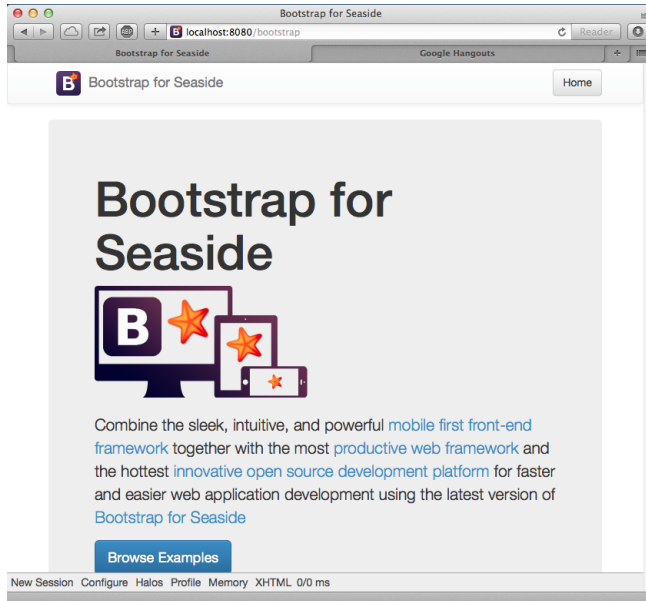 Bootstrap for Seaside
localhost:8080/bootstrap
Reader
Bootstrap for Seaside
Google Hangouts
B
Bootstrap for Seaside
Home
Bootstrap for
Seaside
B
Combine the sleek, intuitive, and powerful mobile first front-end
framework together with the most productive web framework and
the hottest innovative open source development platform for faster
and easier web application development using the latest version of
Bootstrap for Seaside
Browse Examples
New Session Configure Halos Profile Memory XHTML 0/0 ms